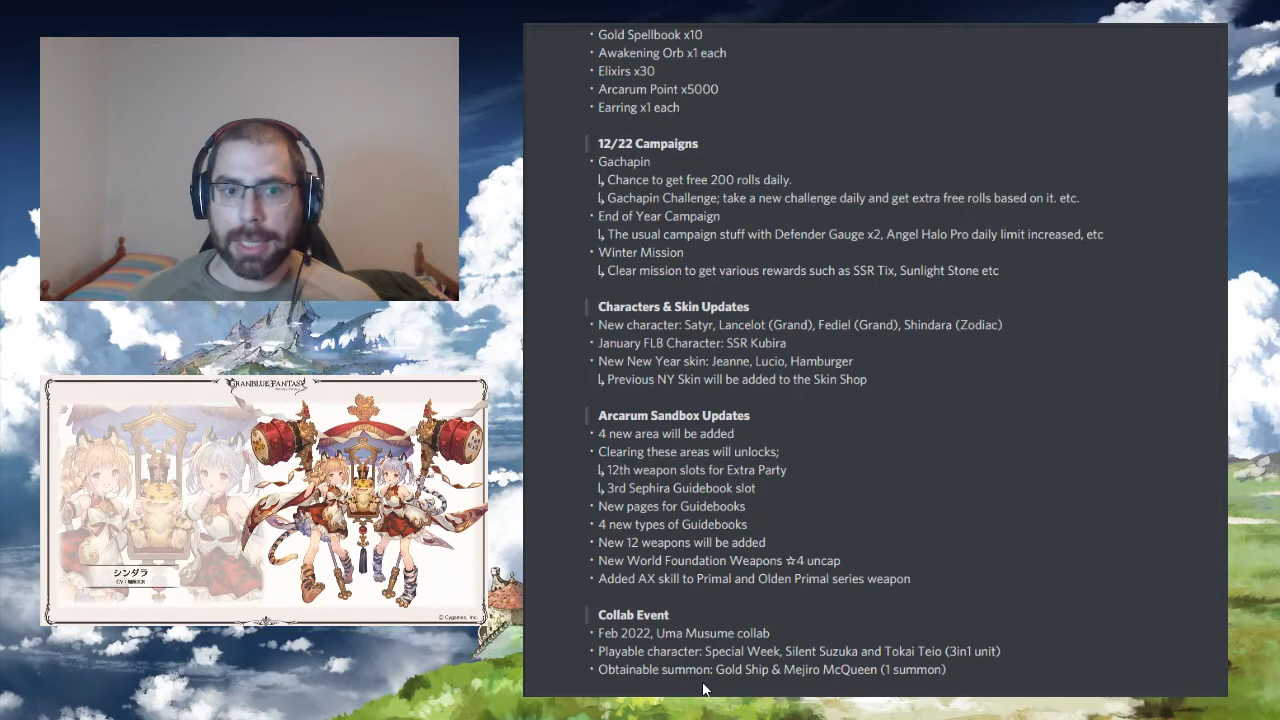 · Gold Spellbook x10
· Awakening Orb x1 each
· Elixirs x30
· Arcarum Point x5000
· Earring x1 each
12/22 Campaigns
· Gachapin
↳ Chance to get free 200 rolls daily.
↳ Gachapin Challenge; take a new challenge daily and get extra free rolls based on it. etc.
· End of Year Campaign
↳ The usual campaign stuff with Defender Gauge x2, Angel Halo Pro daily limit increased, etc
· Winter Mission
↳ Clear mission to get various rewards such as SSR Tix, Sunlight Stone etc
Characters & Skin Updates
· New character: Satyr, Lancelot (Grand), Fediel (Grand), Shindara (Zodiac)
· January FLB Character: SSR Kubira
· New New Year skin: Jeanne, Lucio, Hamburger
↳ Previous NY Skin will be added to the Skin Shop
Arcarum Sandbox Updates
· 4 new area will be added
· Clearing these areas will unlocks;
↳ 12th weapon slots for Extra Party
↳ 3rd Sephira Guidebook slot
· New pages for Guidebooks
· 4 new types of Guidebooks
· New 12 weapons will be added
· New World Foundation Weapons ☆4 uncap
· Added AX skill to Primal and Olden Primal series weapon
Collab Event
· Feb 2022, Uma Musume collab
· Playable character: Special Week, Silent Suzuka and Tokai Teio (3in1 unit)
· Obtainable summon: Gold Ship & Mejiro McQueen (1 summon)
GRANBLUE FANTASY
シンダラ
© Cygames, Inc.